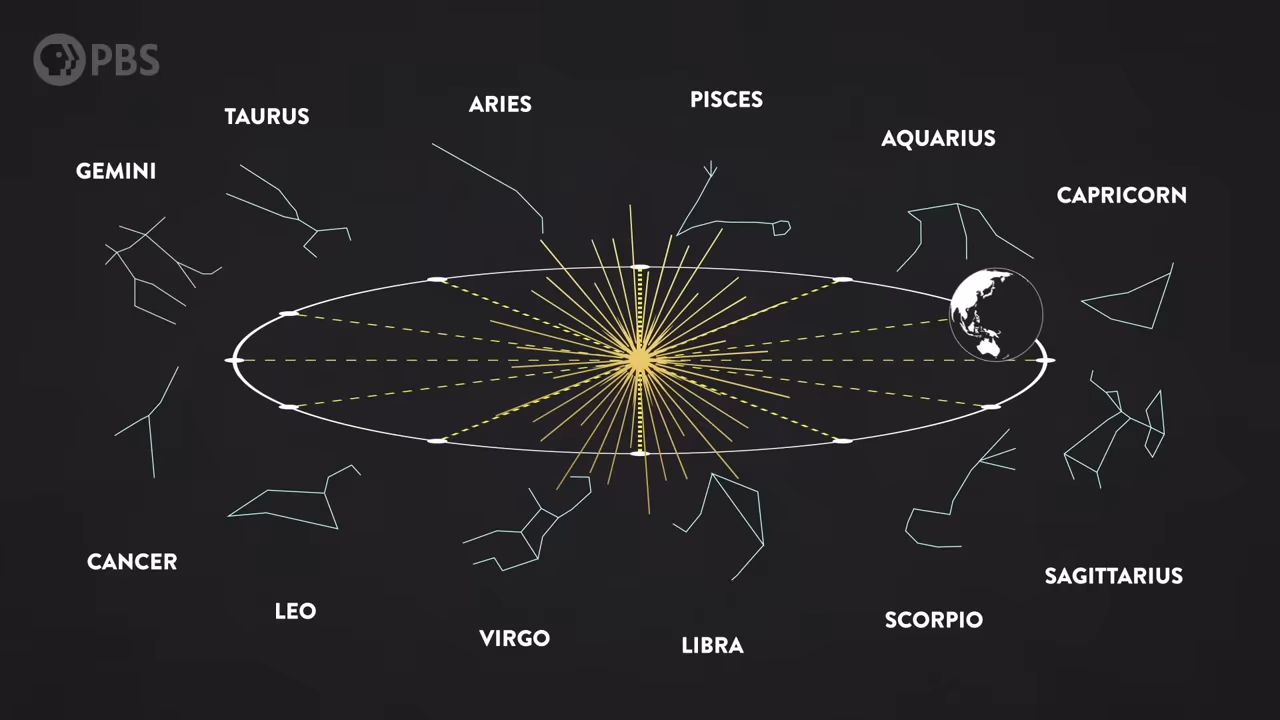 PBS
TAURUS
ARIES
PISCES
AQUARIUS
GEMINI
CAPRICORN
CANCER
LEO
VIRGO
LIBRA
SCORPIO
SAGITTARIUS